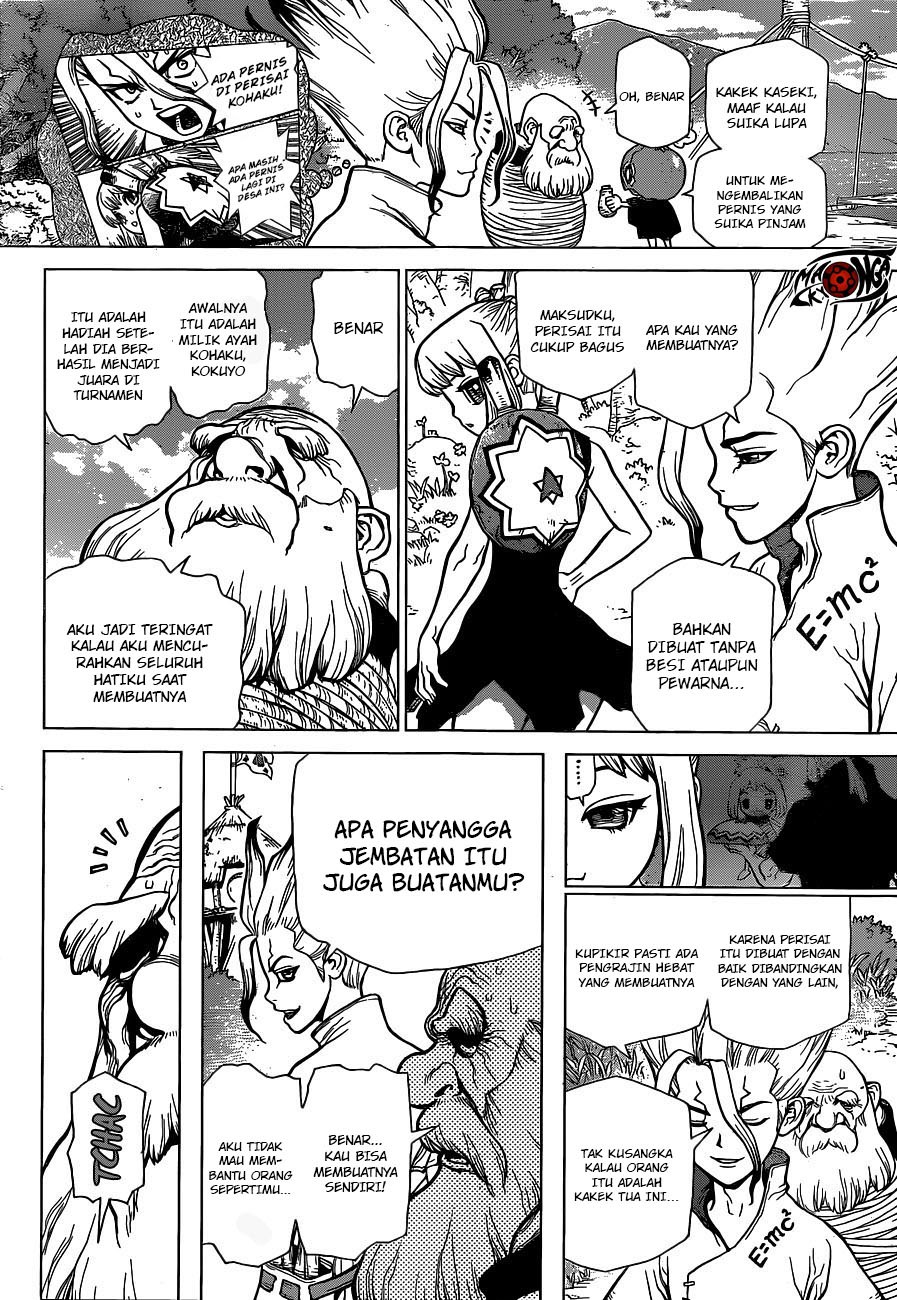 KAKEK KASEKI,
MAAF KALAU
SUIKA LUPA
UNTUK ME-
NGEMBALIKAN
PERNIS YANG
SUIKA PINJAM
OH, BENAR
ADA PERNIS
DI PERISAI
KOHAKU!
APA MASIH
ADA PERNIS
LAGI DI
DESA INI?
MANGAKYO
APA KAU YANG
MEMBUATNYA?
MAKSUDKU,
PERISAI ITU
CUKUP BAGUS
BAHKAN
DIBUAT TANPA
BESI ATAUPUN
PEWARNA...
E=mc²
BENAR
AWALNYA
ITU ADALAH
MILIK AYAH
KOHAKU,
KOKUYO
ITU ADALAH
HADIAH SETE-
LAH DIA BER-
HASIL MENJADI
JUARA DI
TURNAMEN
AKU JADI TERINGAT
KALAU AKU MENCU-
RAHKAN SELURUH
HATIKU SAAT
MEMBUATNYA
......
KARENA PERISAI
ITU DIBUAT DENGAN
BAIK DIBANDINGKAN
DENGAN YANG LAIN,
KUPIKIR PASTI ADA
PENGRAJIN HEBAT
YANG MEMBUATNYA
TAK KUSANGKA
KALAU ORANG
ITU ADALAH
KAKEK TUA INI...
E=mc²
APA PENYANGGA
JEMBATAN ITU
JUGA BUATANMU?
BENAR...
KAU BISA
MEMBUATNYA
SENDIRI!
AKU TIDAK
MAU MEM-
BANTU ORANG
SEPERTIMU...
TCHAC